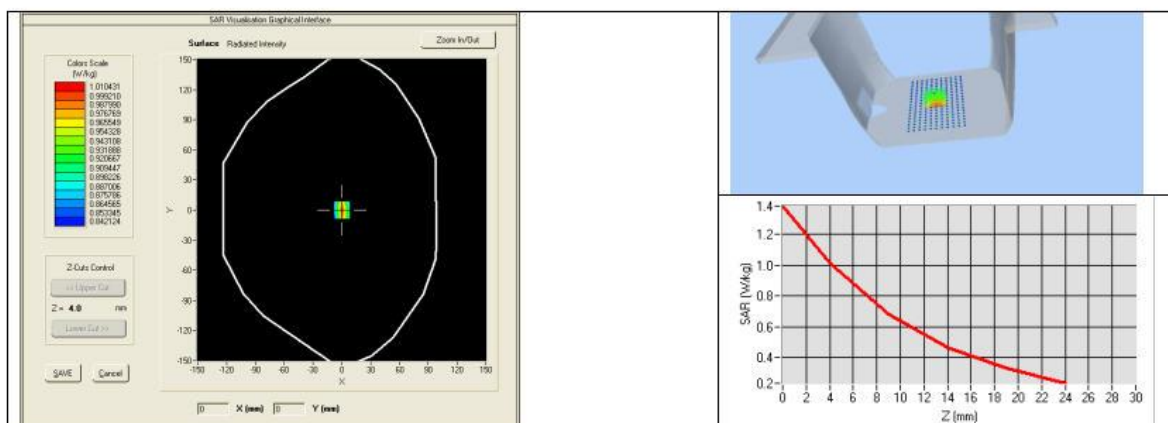 SAR Visualisation Graphical Interface
Surface Radiated Intensity
Zoom In/Out
Colors Scale
(W/kg)
1.010431
0.999210
0.987990
0.976769
0.965549
0.954328
0.943108
0.931888
0.920667
0.909447
0.898226
0.887006
0.875786
0.864565
0.853345
0.842124
Z-Cuts Control
<< Upper Cut
Z = 4.0 mm
Lower Cut >>
SAVE Cancel
150
120
90
60
30
0
-30
-60
-90
-120
-150
Y
-150 -120 -90 -60 -30 0 30 60 90 120 150
X
0 X (mm) 0 Y (mm)
1.4
1.2
1.0
0.8
0.6
0.4
0.2
SAR (W/kg)
0 2 4 6 8 10 12 14 16 18 20 22 24 26 28 30
Z (mm)